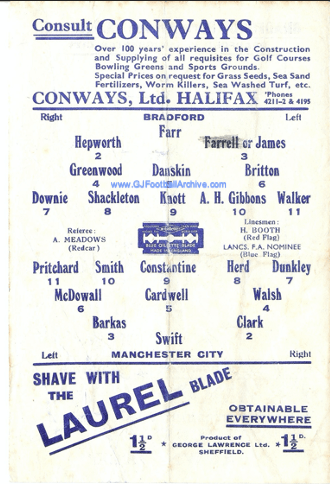 Consult CONWAYS
Over 100 years' experience in the Construction
and Supplying of all requisites for Golf Courses
Bowling Greens and Sports Grounds.
Special Prices on request for Grass Seeds, Sea Sand
Fertilizers, Worm Killers, Sea Washed Turf, etc.
CONWAYS, Ltd. HALIFAX 'Phones 4211-2 & 4195
Right BRADFORD Left
Farr
Hepworth Farrell or James
2 3
Greenwood Danskin Britton
4 6
www.GJFootballArchive.com
Downie Shackleton Knott A. H. Gibbons Walker
7 8 9 10 11
Referee:
A. MEADOWS
(Redcar)
BLUE GILLETTE BLADE
Linesmen:
H. BOOTH
(Red Flag)
LANCS. F.A. NOMINEE
(Blue Flag)
Pritchard Smith Constantine Herd Dunkley
11 10 9 8 7
McDowall Cardwell Walsh
6 5 4
Barkas Clark
3 2
Swift
Left MANCHESTER CITY Right
SHAVE WITH
THE
LAUREL BLADE
OBTAINABLE
EVERYWHERE
1½D * Product of
GEORGE LAWRENCE Ltd.
SHEFFIELD. * 1½D.